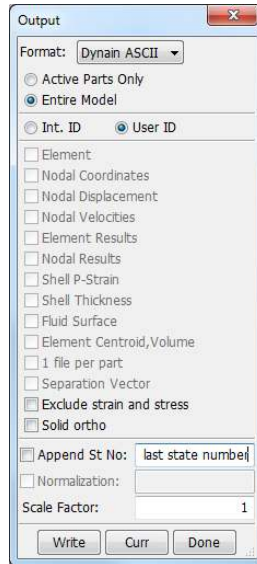 Output
Format: Dynain ASCII
Active Parts Only
Entire Model
Int. ID User ID
Element
Nodal Coordinates
Nodal Displacement
Nodal Velocities
Element Results
Nodal Results
Shell P-Strain
Shell Thickness
Fluid Surface
Element Centroid,Volume
1 file per part
Separation Vector
Exclude strain and stress
Solid ortho
Append St No: last state number
Normalization:
Scale Factor: 1
Write Curr Done